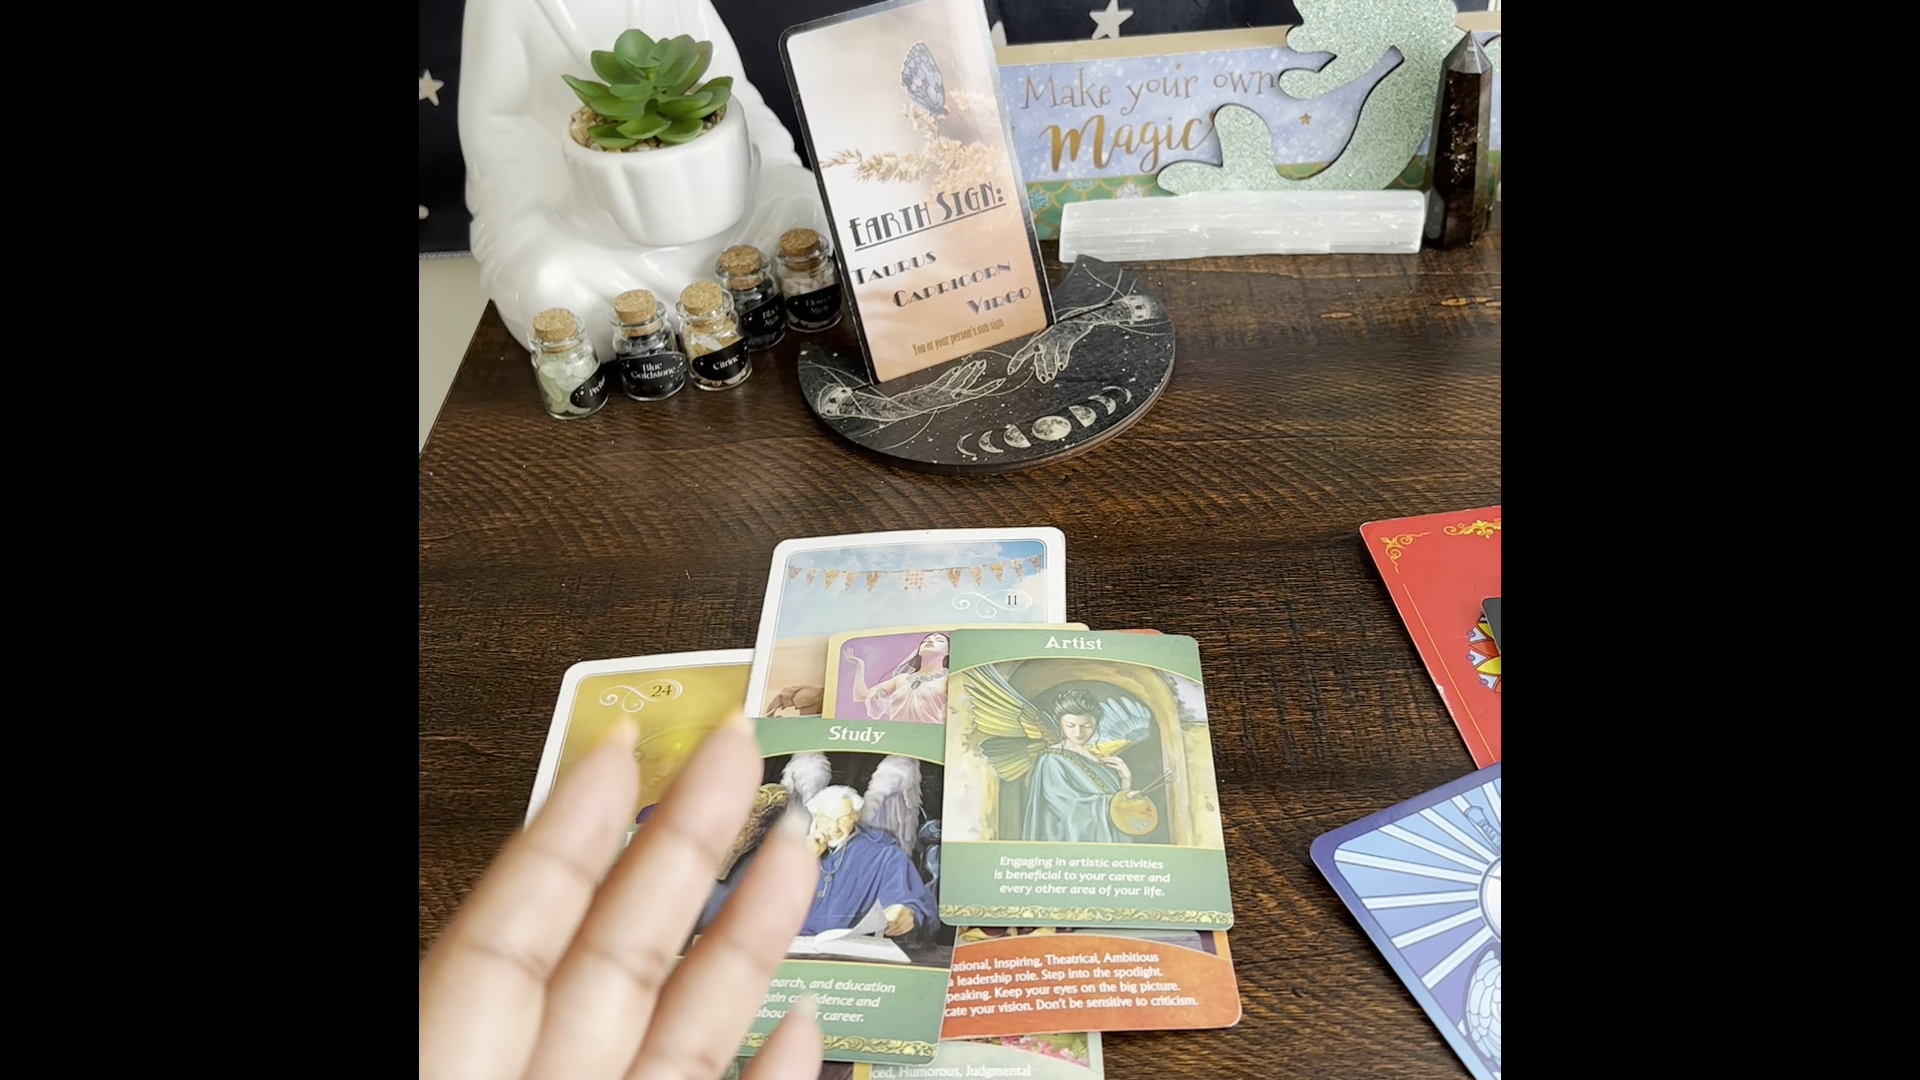 Make your own
Magic
EARTH SIGN:
TAURUS
CAPRICORN
VIRGO
You or your person's sun sign
Blue
Goldstone
Citrine
11
24
Artist
Study
Engaging in artistic activities
is beneficial to your career and
every other area of your life.
ational, Inspiring, Theatrical, Ambitious
a leadership role. Step into the spotlight.
peaking. Keep your eyes on the big picture.
cate your vision. Don't be sensitive to criticism.
earch, and education
gain confidence and
about career.
ced, Humorous, Judgmental